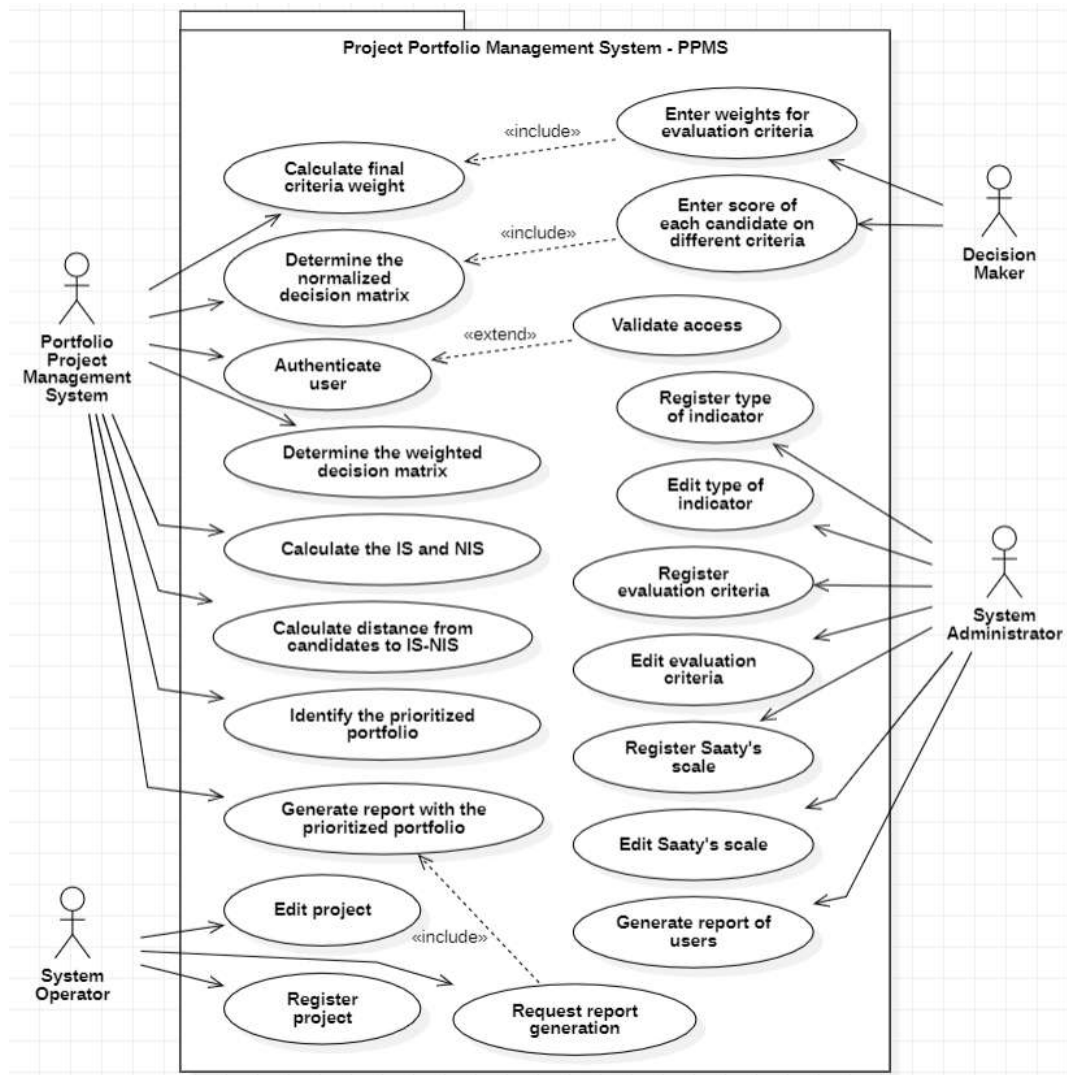 Project Portfolio Management System - PPMS
Enter weights for
evaluation criteria
«include»
Calculate final
criteria weight
Enter score of
each candidate on
different criteria
«include»
Decision
Maker
Determine the
normalized
decision matrix
Validate access
«extend»
Portfolio
Project
Management
System
Authenticate
user
Register type
of indicator
Determine the weighted
decision matrix
Edit type of
indicator
Calculate the IS and NIS
Register
evaluation criteria
System
Administrator
Calculate distance from
candidates to IS-NIS
Edit evaluation
criteria
Identify the prioritized
portfolio
Register Saaty's
scale
Generate report with the
prioritized portfolio
Edit Saaty's scale
Edit project
«include»
Generate report of
users
System
Operator
Register
project
Request report
generation